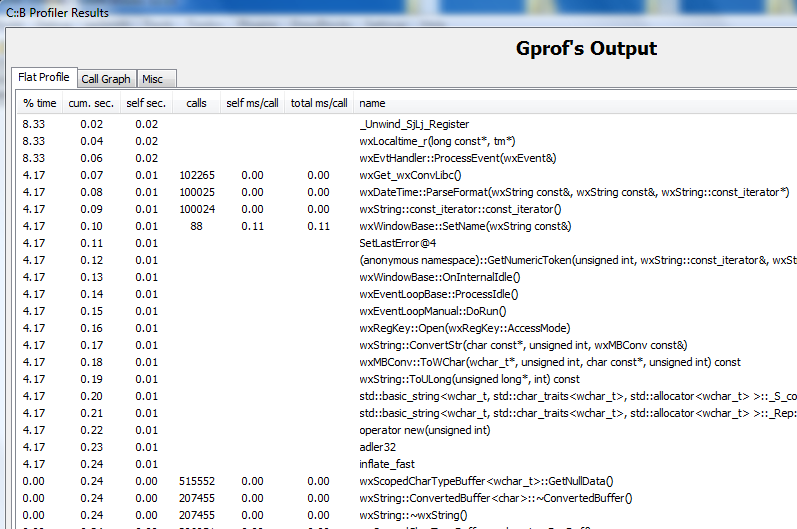 C::B Profiler Results
Gprof's Output
Flat Profile Call Graph Misc
% time cum. sec. self sec. calls self ms/call total ms/call name
8.33 0.02 0.02 _Unwind_SjLj_Register
8.33 0.04 0.02 wxLocaltime_r(long const*, tm*)
8.33 0.06 0.02 wxEvtHandler::ProcessEvent(wxEvent&)
4.17 0.07 0.01 102265 0.00 0.00 wxGet_wxConvLibc()
4.17 0.08 0.01 100025 0.00 0.00 wxDateTime::ParseFormat(wxString const&, wxString const&, wxString::const_iterator*)
4.17 0.09 0.01 100024 0.00 0.00 wxString::const_iterator::const_iterator()
4.17 0.10 0.01 88 0.11 0.11 wxWindowBase::SetName(wxString const&)
4.17 0.11 0.01 SetLastError@4
4.17 0.12 0.01 (anonymous namespace)::GetNumericToken(unsigned int, wxString::const_iterator&, wxStr
4.17 0.13 0.01 wxWindowBase::OnInternalIdle()
4.17 0.14 0.01 wxEventLoopBase::ProcessIdle()
4.17 0.15 0.01 wxEventLoopManual::DoRun()
4.17 0.16 0.01 wxRegKey::Open(wxRegKey::AccessMode)
4.17 0.17 0.01 wxString::ConvertStr(char const*, unsigned int, wxMBConv const&)
4.17 0.18 0.01 wxMBConv::ToWChar(wchar_t*, unsigned int, char const*, unsigned int) const
4.17 0.19 0.01 wxString::ToULong(unsigned long*, int) const
4.17 0.20 0.01 std::basic_string<wchar_t, std::char_traits<wchar_t>, std::allocator<wchar_t> >::_S_co
4.17 0.21 0.01 std::basic_string<wchar_t, std::char_traits<wchar_t>, std::allocator<wchar_t> >::_Rep:
4.17 0.22 0.01 operator new(unsigned int)
4.17 0.23 0.01 adler32
4.17 0.24 0.01 inflate_fast
0.00 0.24 0.00 515552 0.00 0.00 wxScopedCharTypeBuffer<wchar_t>::GetNullData()
0.00 0.24 0.00 207455 0.00 0.00 wxString::ConvertedBuffer<char>::~ConvertedBuffer()
0.00 0.24 0.00 207455 0.00 0.00 wxString::~wxString()